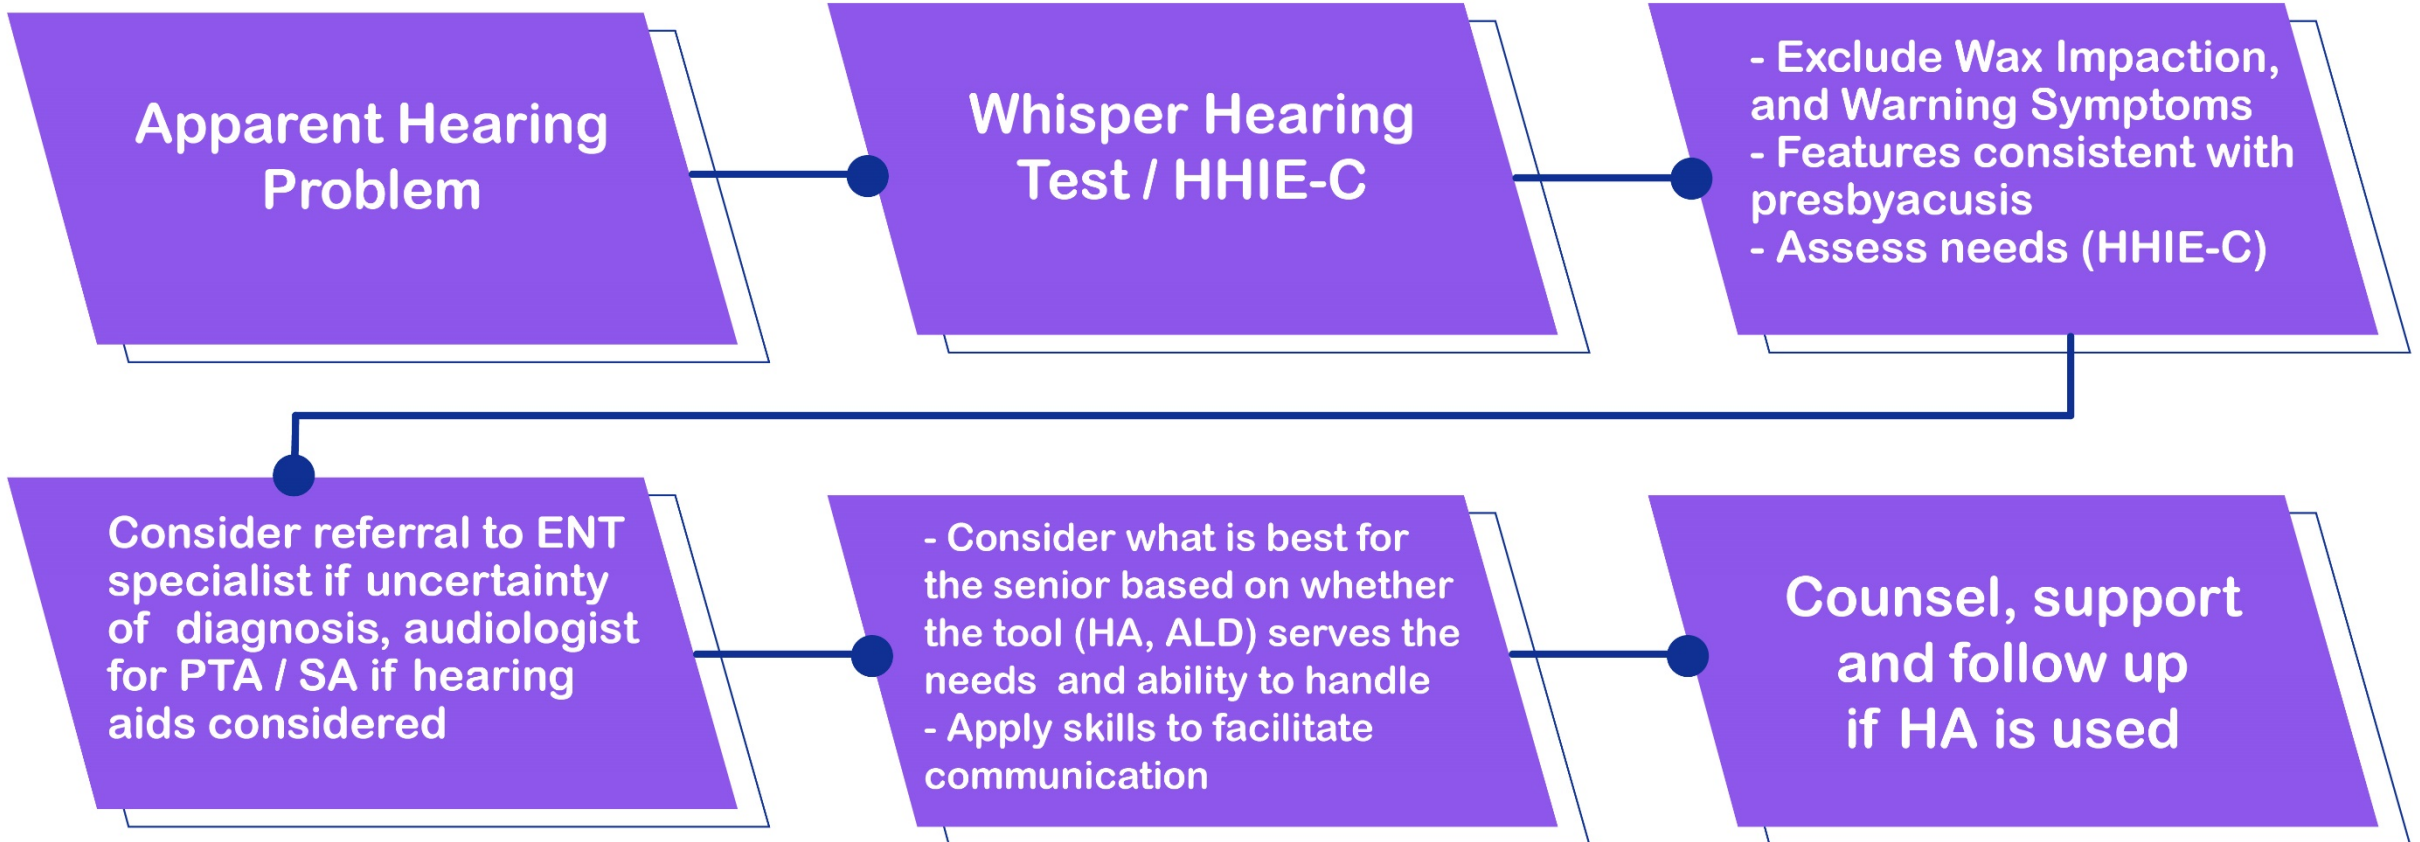 Apparent Hearing
Problem
Whisper Hearing
Test / HHIE-C
- Exclude Wax Impaction,
and Warning Symptoms
- Features consistent with
presbyacusis
- Assess needs (HHIE-C)
Consider referral to ENT
specialist if uncertainty
of diagnosis, audiologist
for PTA / SA if hearing
aids considered
- Consider what is best for
the senior based on whether
the tool (HA, ALD) serves the
needs and ability to handle
- Apply skills to facilitate
communication
Counsel, support
and follow up
if HA is used